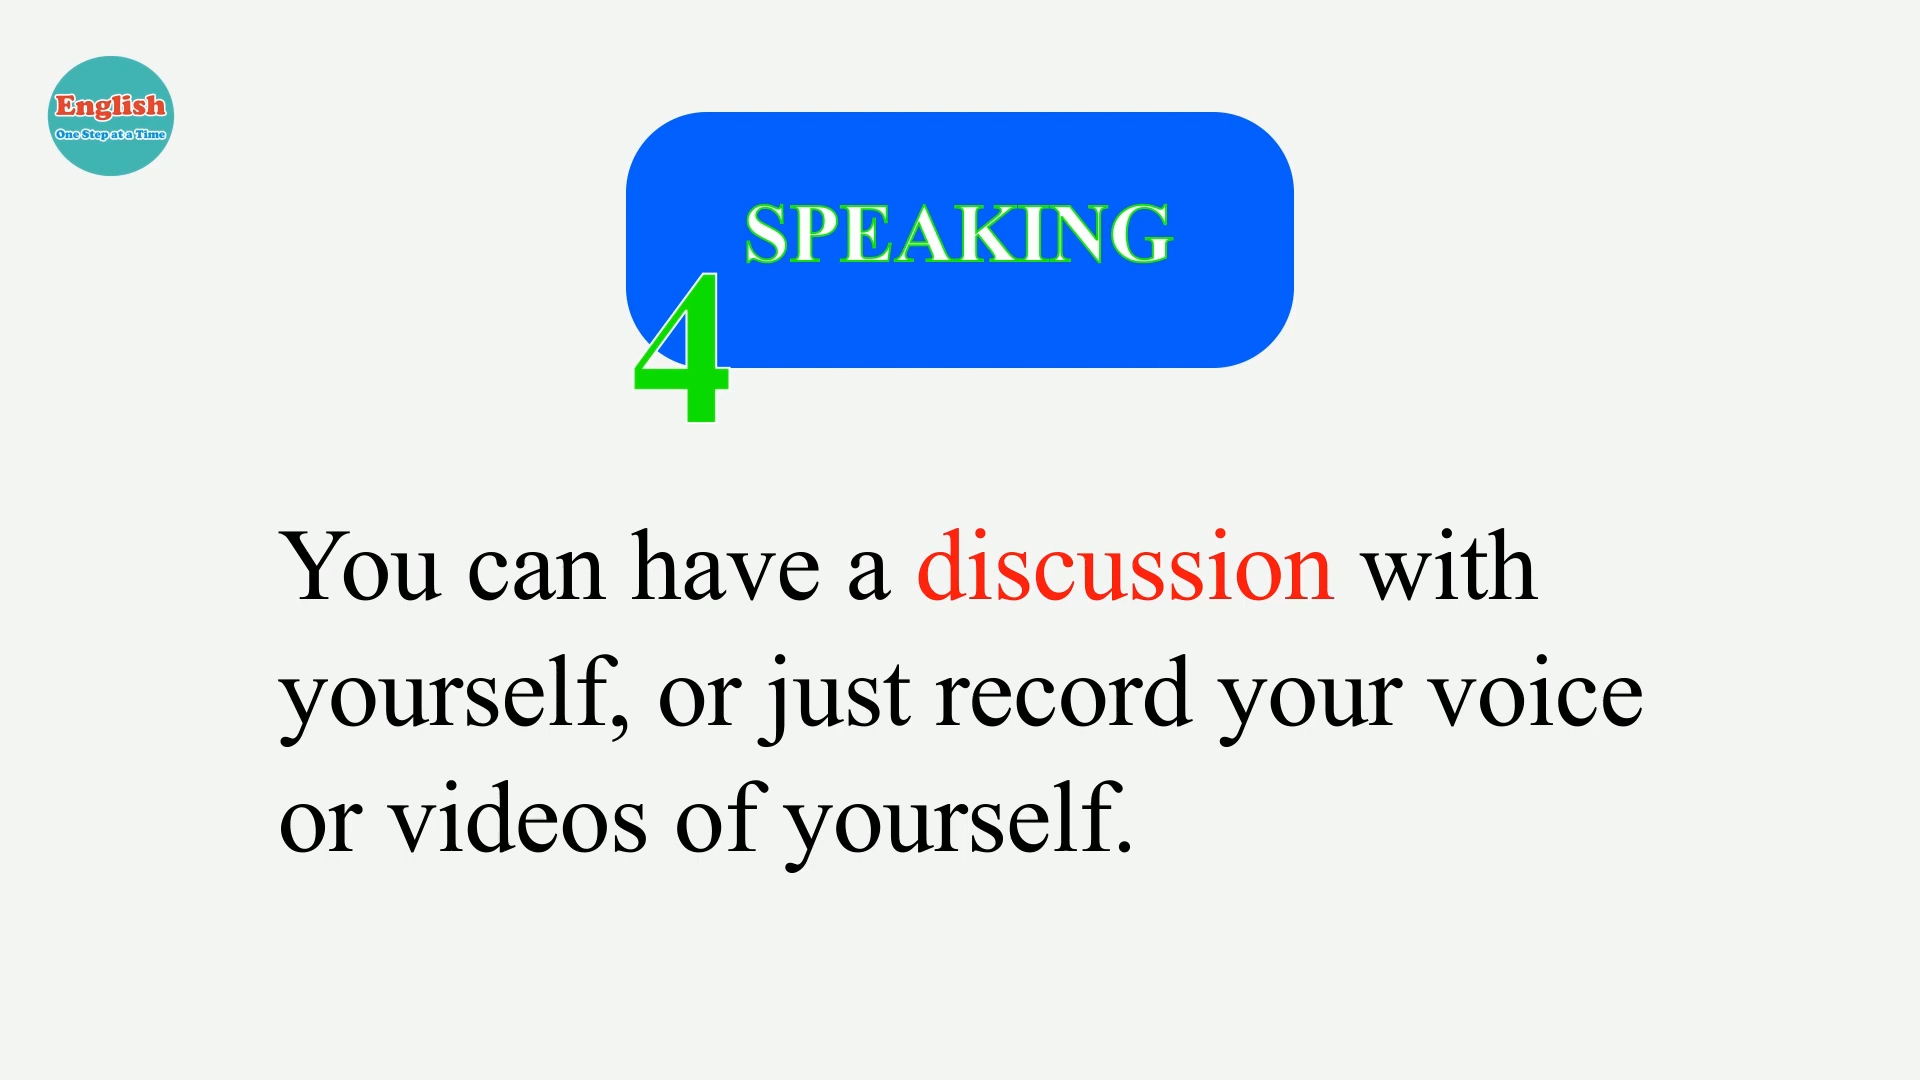 English
One Step at a Time
SPEAKING
4
You can have a discussion with
yourself, or just record your voice
or videos of yourself.